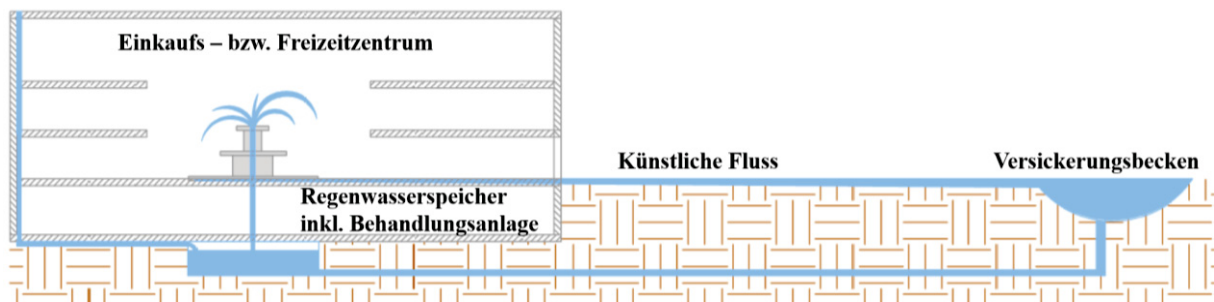 Einkaufs – bzw. Freizeitzentrum
Künstliche Fluss
Versickerungsbecken
Regenwasserspeicher
inkl. Behandlungsanlage